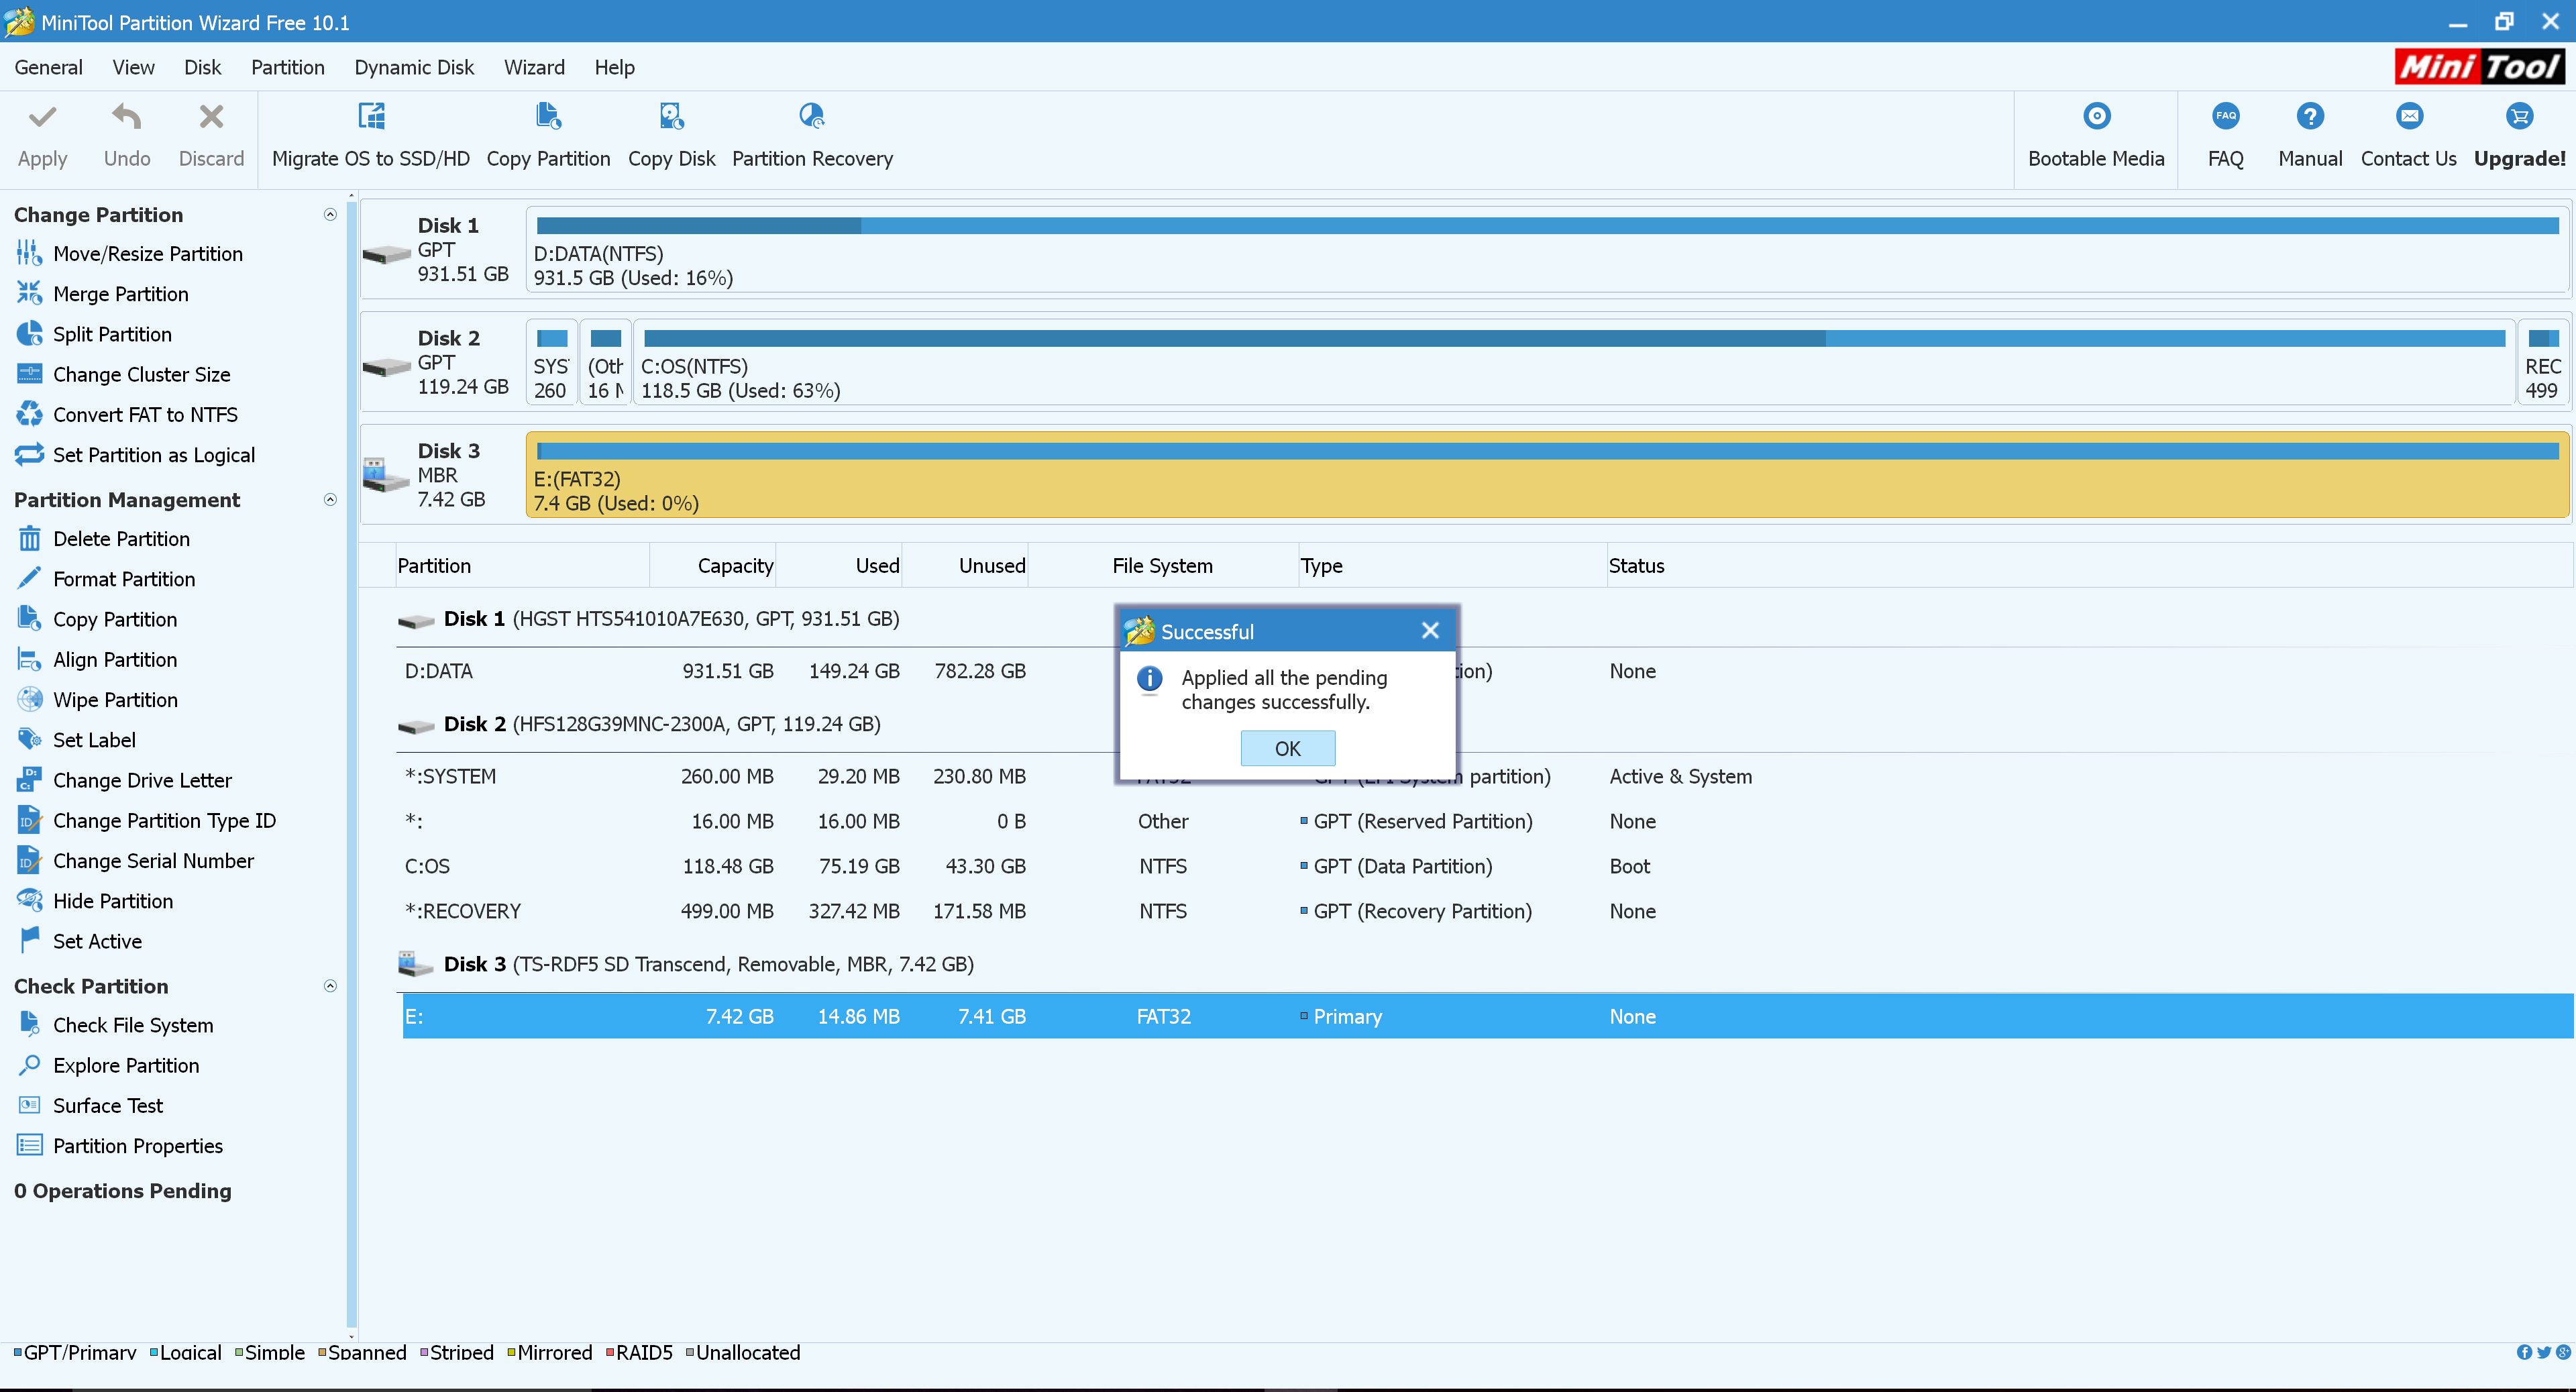 MiniTool Partition Wizard Free 10.1
General View Disk Partition Dynamic Disk Wizard Help
Mini Tool
Apply Undo Discard Migrate OS to SSD/HD Copy Partition Copy Disk Partition Recovery Bootable Media FAQ FAQ Manual Contact Us Upgrade!
Change Partition
Move/Resize Partition
Merge Partition
Split Partition
Change Cluster Size
Convert FAT to NTFS
Set Partition as Logical
Partition Management
Delete Partition
Format Partition
Copy Partition
Align Partition
Wipe Partition
Set Label
Change Drive Letter
Change Partition Type ID
Change Serial Number
Hide Partition
Set Active
Check Partition
Check File System
Explore Partition
Surface Test
Partition Properties
0 Operations Pending
Disk 1
GPT
931.51 GB
D:DATA(NTFS)
931.5 GB (Used: 16%)
Disk 2
GPT
119.24 GB
SYS
260
(Oth
16
C:OS(NTFS)
118.5 GB (Used: 63%)
REC
499
Disk 3
MBR
7.42 GB
E:(FAT32)
7.4 GB (Used: 0%)
Partition Capacity Used Unused File System Type Status
Disk 1 (HGST HTS541010A7E630, GPT, 931.51 GB)
D:DATA 931.51 GB 149.24 GB 782.28 GB tion) None
Disk 2 (HFS128G39MNC-2300A, GPT, 119.24 GB)
*:SYSTEM 260.00 MB 29.20 MB 230.80 MB FAT32 GPT (EFI System partition) Active & System
*: 16.00 MB 16.00 MB 0 B Other GPT (Reserved Partition) None
C:OS 118.48 GB 75.19 GB 43.30 GB NTFS GPT (Data Partition) Boot
*:RECOVERY 499.00 MB 327.42 MB 171.58 MB NTFS GPT (Recovery Partition) None
Disk 3 (TS-RDF5 SD Transcend, Removable, MBR, 7.42 GB)
E: 7.42 GB 14.86 MB 7.41 GB FAT32 Primary None
Successful
Applied all the pending
changes successfully.
OK
GPT/Primary Logical Simple Spanned Striped Mirrored RAID5 Unallocated